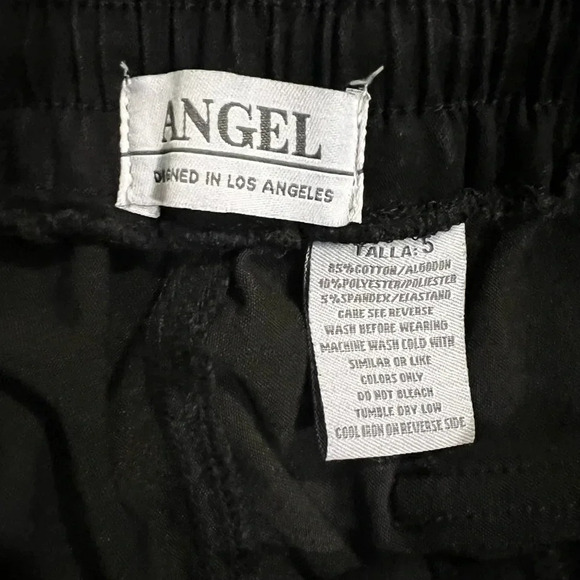 ANGEL
DESIGNED IN LOS ANGELES
TALLA: 5
85% COTTON/ALGODON
10% POLYESTER/POLIESTER
5% SPANDEX/ELASTANO
CARE SEE REVERSE
WASH BEFORE WEARING
MACHINE WASH COLD WITH
SIMILAR OR LIKE
COLORS ONLY
DO NOT BLEACH
TUMBLE DRY LOW
COOL IRON ON REVERSE SIDE